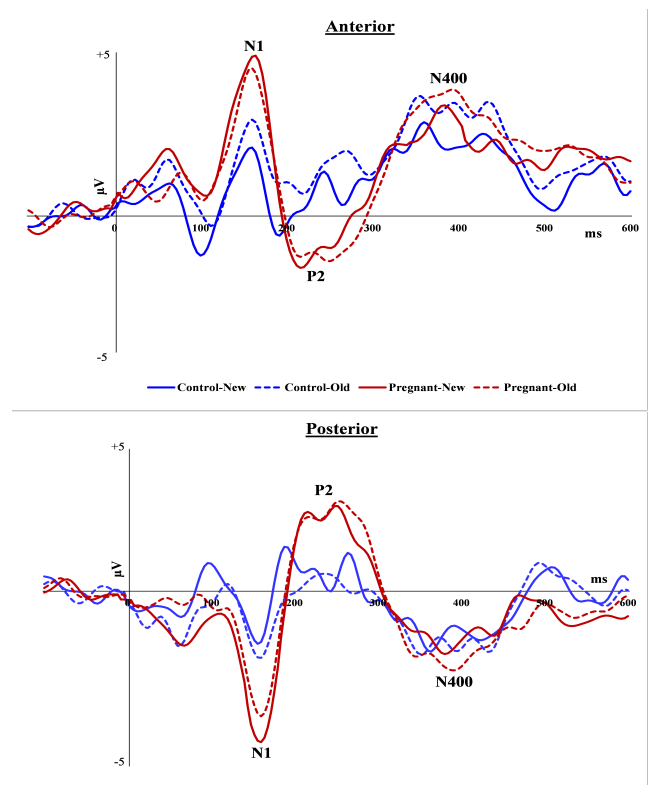 Anterior
+5
N1
N400
µV
0
100
200
300
400
500
600
ms
P2
-5
Control-New
Control-Old
Pregnant-New
Pregnant-Old
Posterior
+5
P2
µV
ms
0
100
200
300
400
500
600
N400
N1
-5